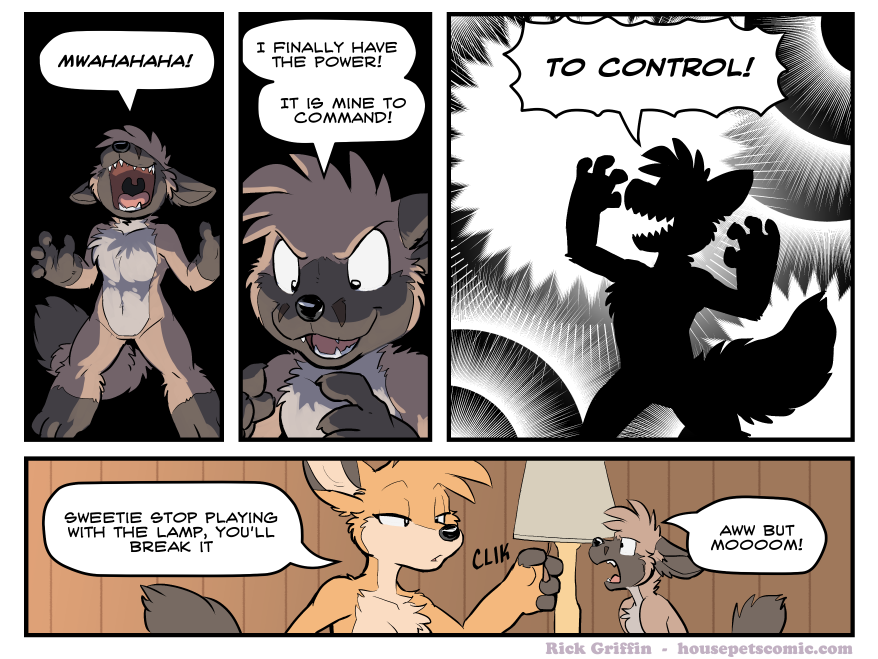 MWAHAHAHA!
I FINALLY HAVE
THE POWER!
IT IS MINE TO
COMMAND!
TO CONTROL!
SWEETIE STOP PLAYING
WITH THE LAMP, YOU'LL
BREAK IT
CLIK
AWW BUT
MOOOOM!
Rick Griffin - housepetscomic.com